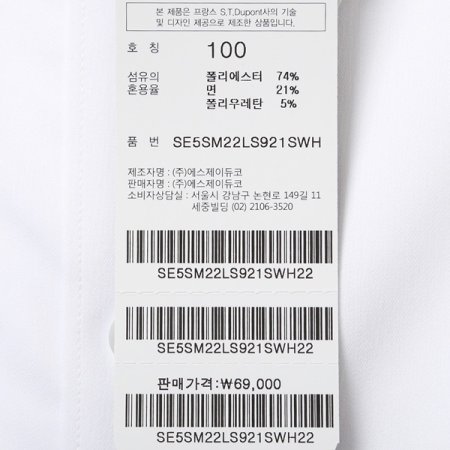 본 제품은 프랑스 S.T.Dupont사의 기술
및 디자인 제공으로 제조한 상품입니다.
호 칭 100
섬유의 폴리에스터 74%
혼용율 면 21%
폴리우레탄 5%
품 번 SE5SM22LS921SWH
제조자명 : (주)에스제이듀코
판매자명 : (주)에스제이듀코
소비자상담실 : 서울시 강남구 논현로 149길 11
세중빌딩 (02) 2106-3520
SE5SM22LS921SWH22
SE5SM22LS921SWH22
판매가격:₩69,000
SE5SM22LS921SWH22